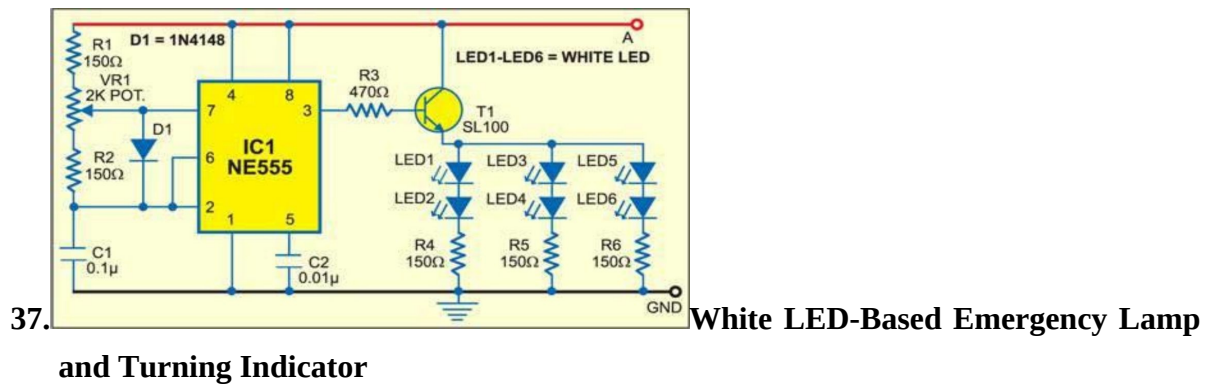 D1 = 1N4148
A
LED1-LED6 = WHITE LED
R1
150Ω
VR1
2K POT.
R3
470Ω
4
8
7
3
T1
SL100
D1
IC1
NE555
6
R2
150Ω
LED1
LED3
LED5
LED2
LED4
LED6
2
1
5
C1
0.1µ
C2
0.01µ
R4
150Ω
R5
150Ω
R6
150Ω
GND
37. White LED-Based Emergency Lamp
and Turning Indicator